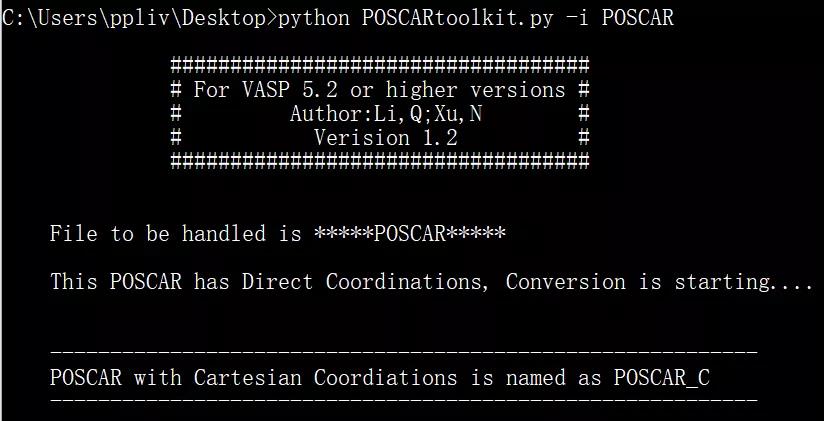 C:\Users\ppliv\Desktop>python POSCARtoolkit.py -i POSCAR
###################################
# For VASP 5.2 or higher versions #
#         Author:Li,Q;Xu,N        #
#           Verision 1.2          #
###################################
File to be handled is *****POSCAR*****
This POSCAR has Direct Coordinations, Conversion is starting....
-----------------------------------------------------------
POSCAR with Cartesian Coordiations is named as POSCAR_C
-----------------------------------------------------------